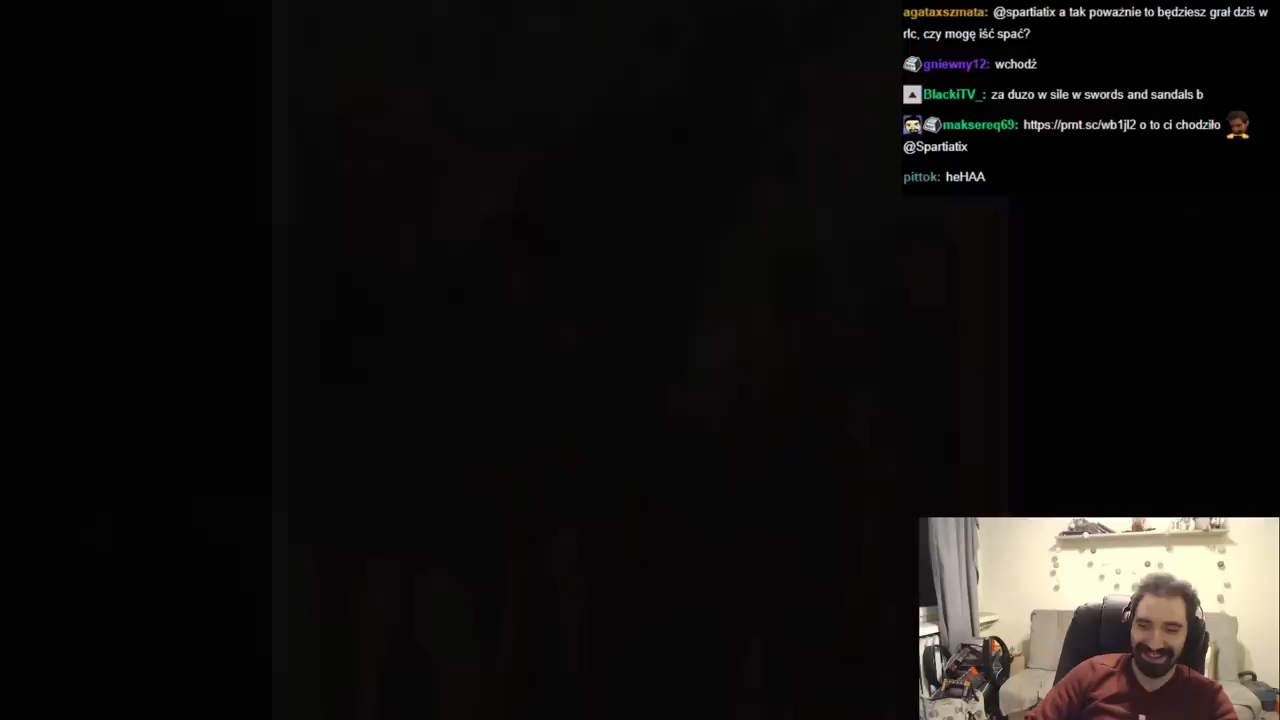 agataxszmata: @spartiatix a tak poważnie to będziesz grał dziś w
rlc, czy mogę iść spać?
gniewny12: wchodź
BlackiTV_: za duzo w sile w swords and sandals b
maksereq69: https://prnt.sc/wb1jl2 o to ci chodziło
@Spartiatix
pittok: heHAA